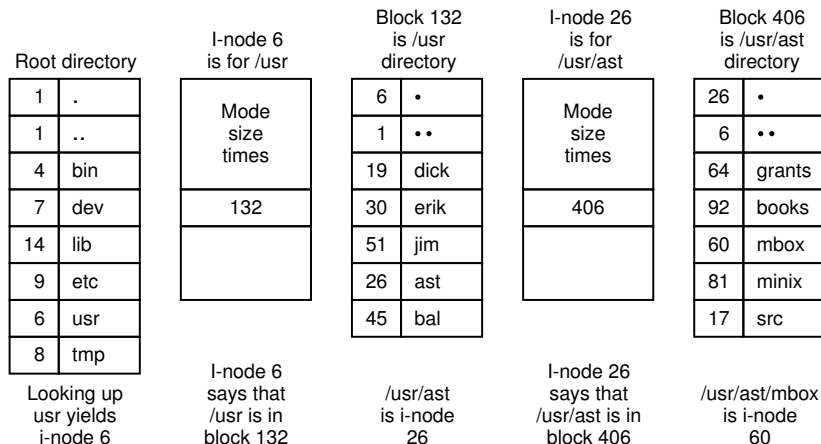 Root directory
1 .
1 ..
4 bin
7 dev
14 lib
9 etc
6 usr
8 tmp
Looking up
usr yields
i-node 6
I-node 6
is for /usr
Mode
size
times
132
I-node 6
says that
/usr is in
block 132
Block 132
is /usr
directory
6 •
1 ••
19 dick
30 erik
51 jim
26 ast
45 bal
/usr/ast
is i-node
26
I-node 26
is for
/usr/ast
Mode
size
times
406
I-node 26
says that
/usr/ast is in
block 406
Block 406
is /usr/ast
directory
26 •
6 ••
64 grants
92 books
60 mbox
81 minix
17 src
/usr/ast/mbox
is i-node
60